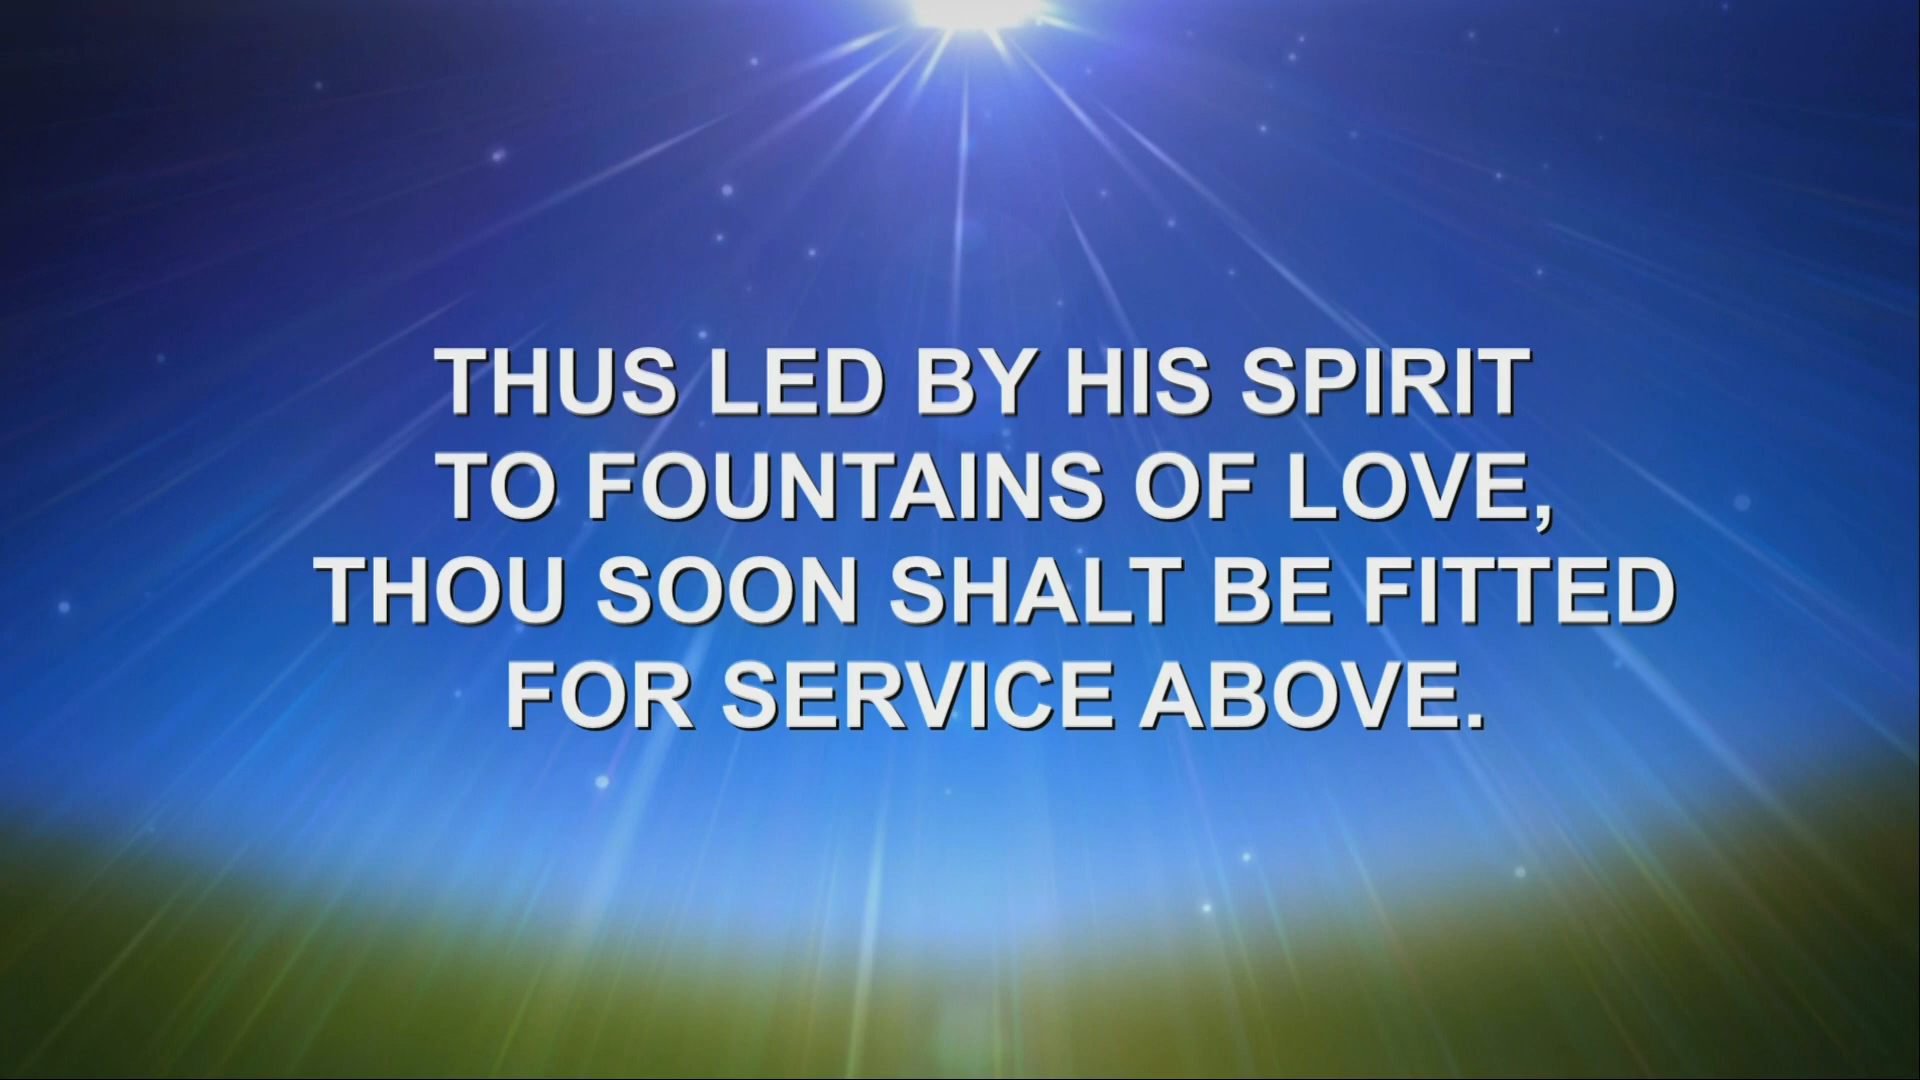 THUS LED BY HIS SPIRIT
TO FOUNTAINS OF LOVE,
THOU SOON SHALT BE FITTED
FOR SERVICE ABOVE.